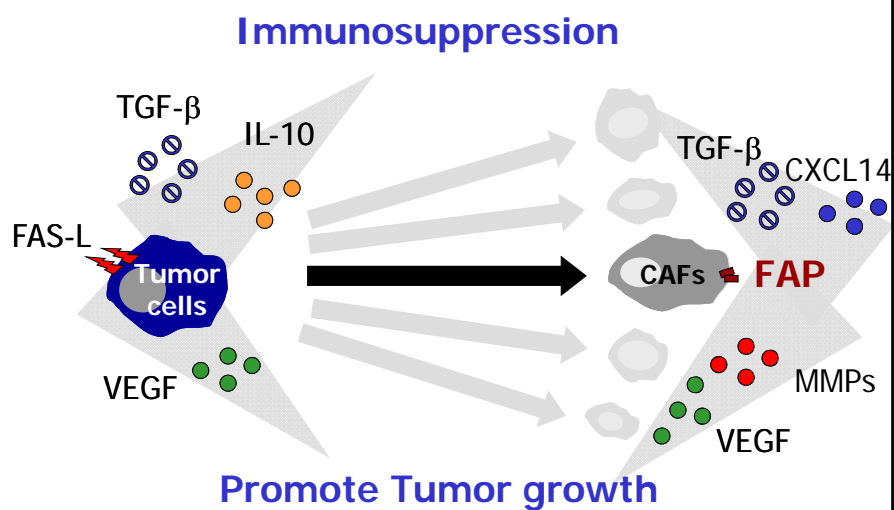 Immunosuppression
TGF-β
IL-10
TGF-β
CXCL14
FAS-L
Tumor
cells
CAFs
FAP
VEGF
MMPs
VEGF
Promote Tumor growth